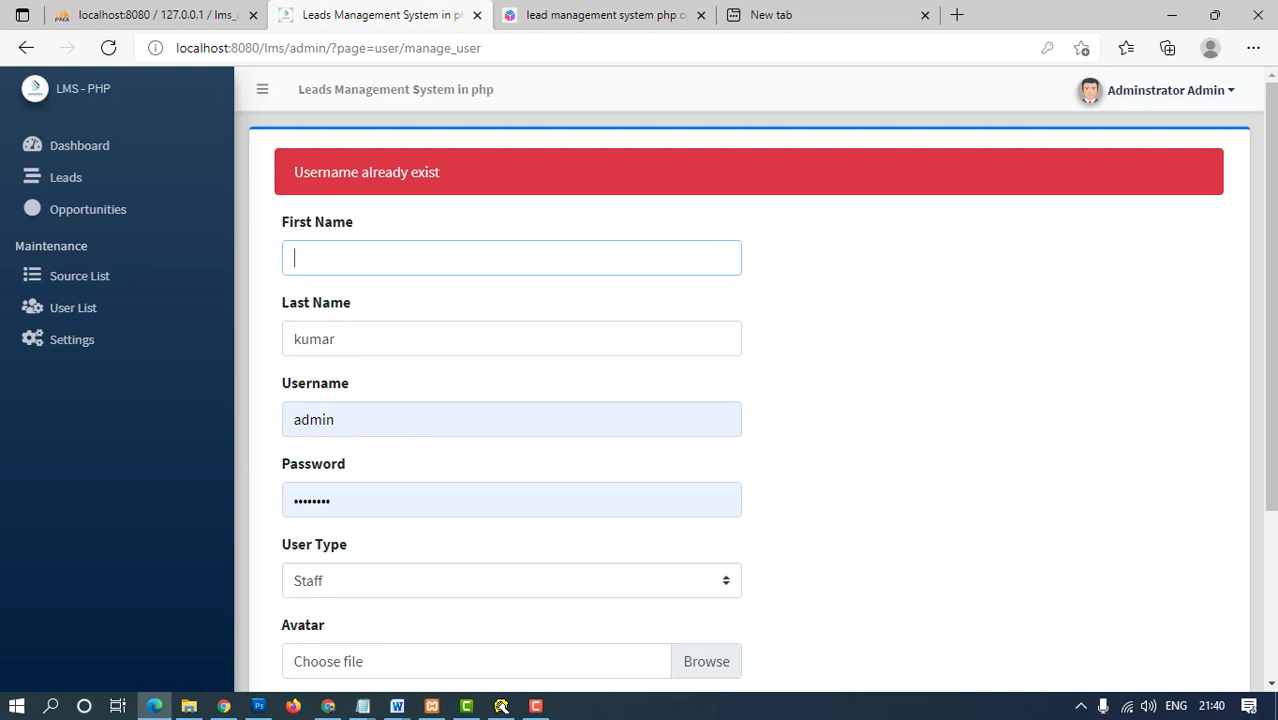 localhost:8080 / 127.0.0.1 / lms_c
Leads Management System in ph
lead management system php op
New tab
localhost:8080/lms/admin/?page=user/manage_user
LMS - PHP
Leads Management System in php
Adminstrator Admin
Dashboard
Leads
Opportunities
Maintenance
Source List
User List
Settings
Username already exist
First Name
Last Name
kumar
Username
admin
Password
••••••••
User Type
Staff
Avatar
Choose file
Browse
ENG
21:40